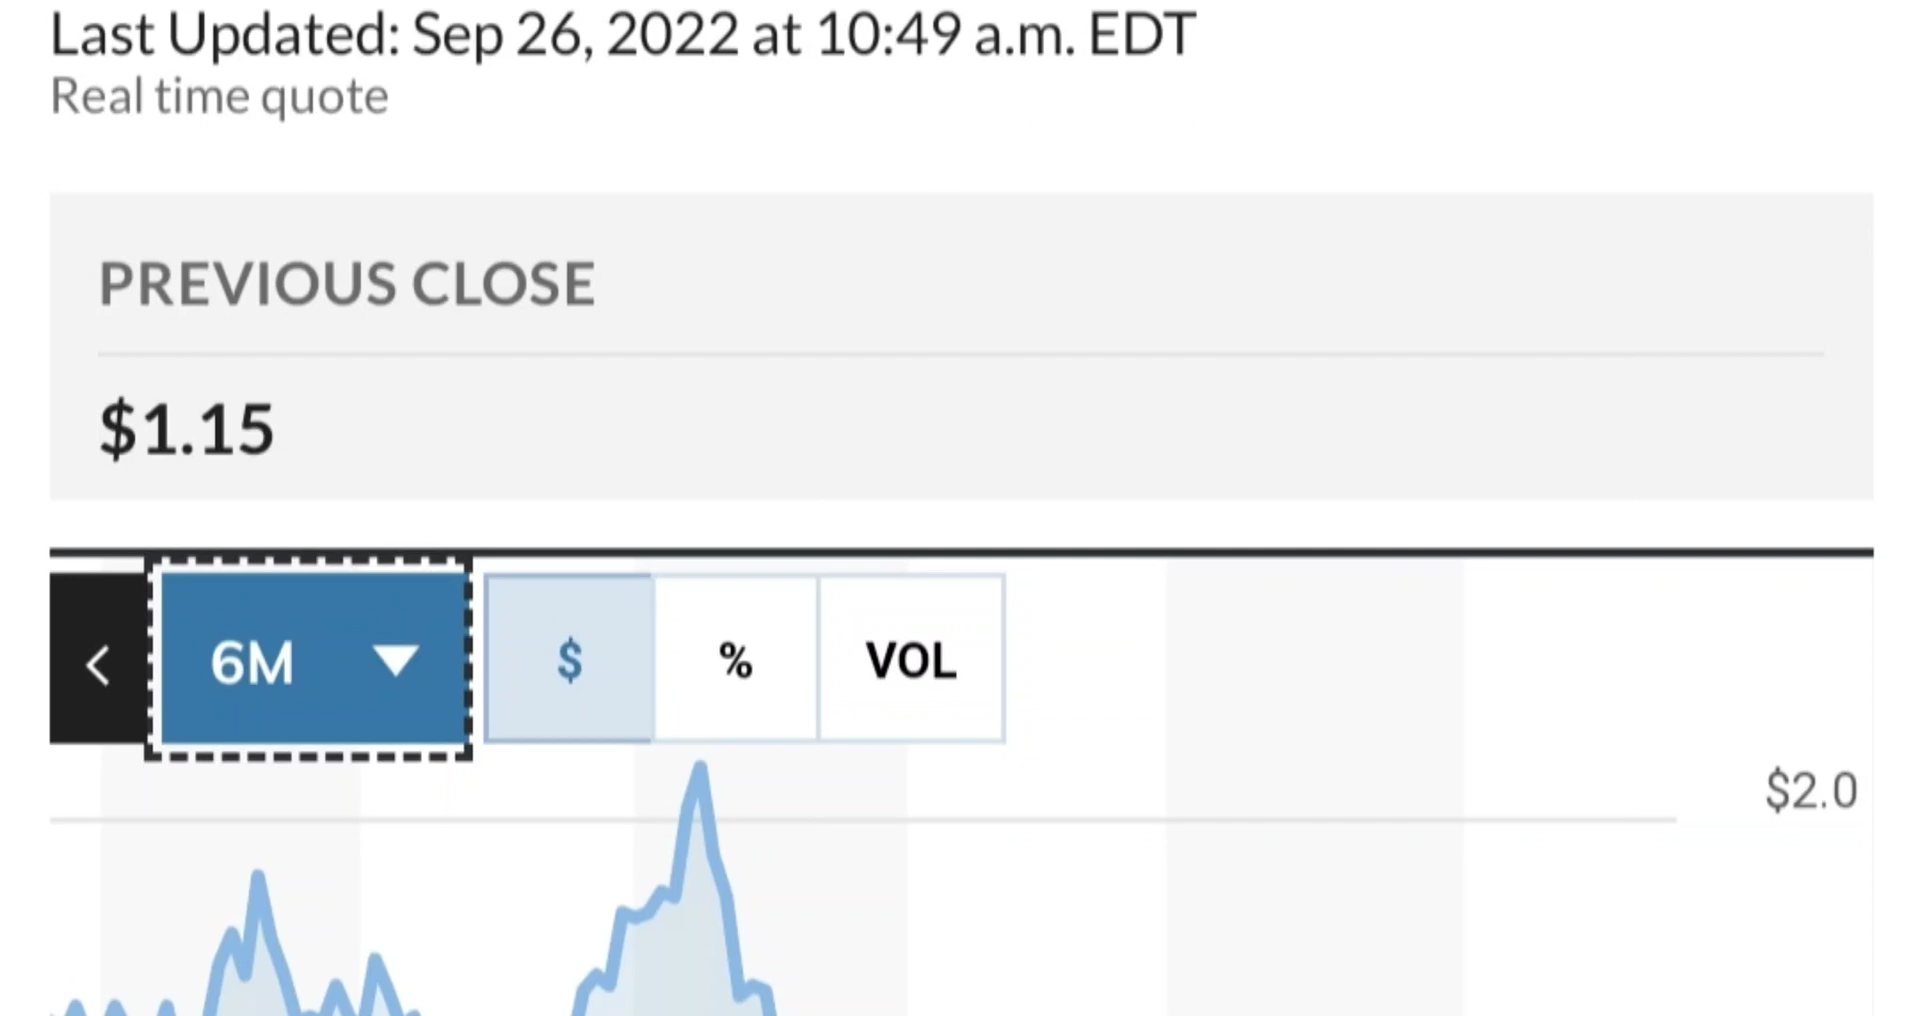 Last Updated: Sep 26, 2022 at 10:49 a.m. EDT
Real time quote
PREVIOUS CLOSE
$1.15
6M $ % VOL
$2.0